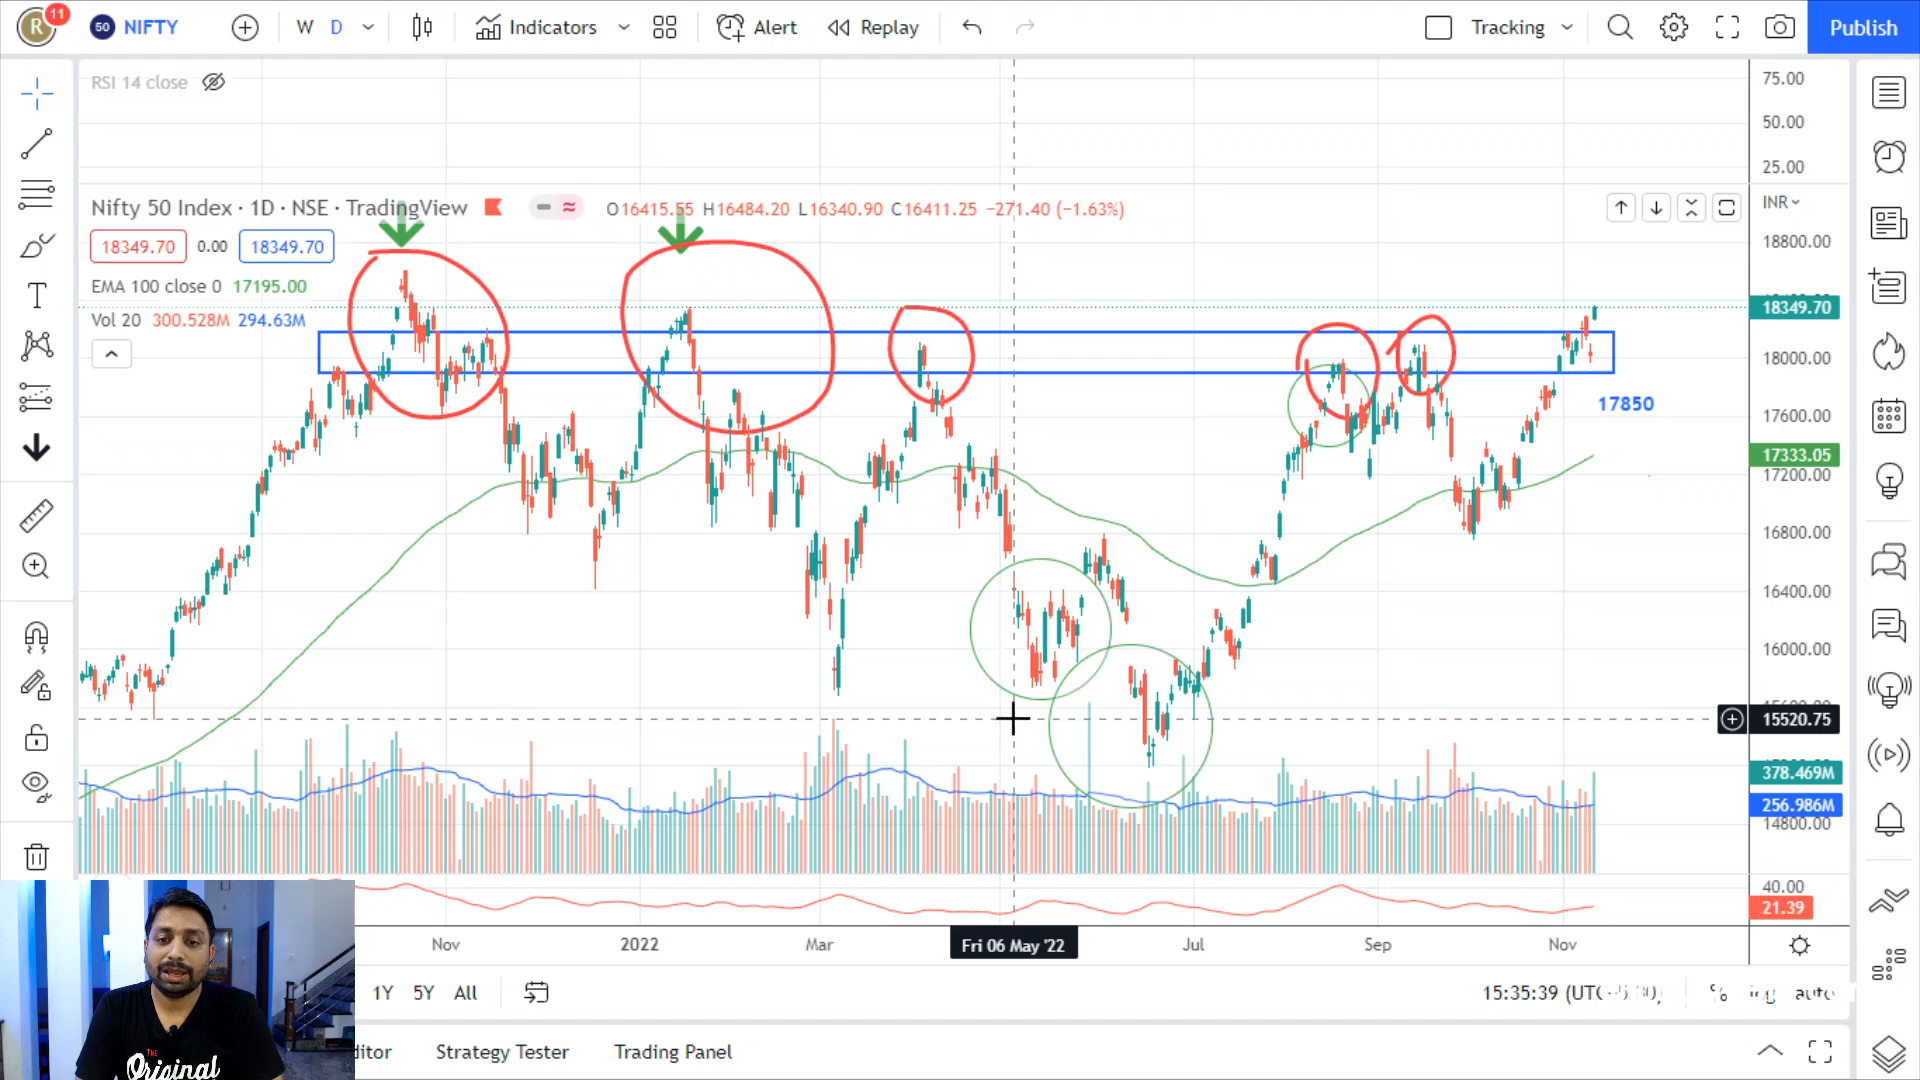 R 11 50 NIFTY W D Indicators Alert Replay Tracking Publish
RSI 14 close
75.00
50.00
25.00
Nifty 50 Index · 1D · NSE · TradingView O16415.55 H16484.20 L16340.90 C16411.25 −271.40 (−1.63%)
INR
18349.70 0.00 18349.70
EMA 100 close 0 17195.00
Vol 20 300.528M 294.63M
18800.00
18349.70
18000.00
17850
17600.00
17333.05
17200.00
16800.00
16400.00
16000.00
15520.75
378.469M
256.986M
14800.00
40.00
21.39
Nov 2022 Mar Fri 06 May '22 Jul Sep Nov
1Y 5Y All 15:35:39 % auto
Strategy Tester Trading Panel
THE
Original